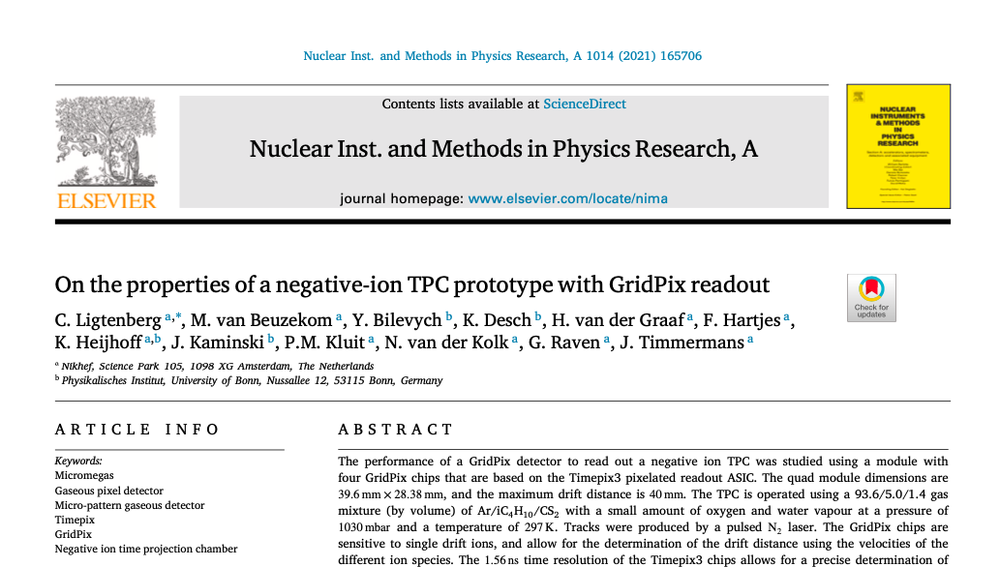 Nuclear Inst. and Methods in Physics Research, A 1014 (2021) 165706
Contents lists available at ScienceDirect
Nuclear Inst. and Methods in Physics Research, A
journal homepage: www.elsevier.com/locate/nima
ELSEVIER
NUCLEAR
INSTRUMENTS
& METHODS
IN
PHYSICS
RESEARCH
On the properties of a negative-ion TPC prototype with GridPix readout
Check for
updates
C. Ligtenberg a,*, M. van Beuzekom a, Y. Bilevych b, K. Desch b, H. van der Graaf a, F. Hartjes a,
K. Heijhoff a,b, J. Kaminski b, P.M. Kluit a, N. van der Kolk a, G. Raven a, J. Timmermans a
a Nikhef, Science Park 105, 1098 XG Amsterdam, The Netherlands
b Physikalisches Institut, University of Bonn, Nussallee 12, 53115 Bonn, Germany
ARTICLE INFO
Keywords:
Micromegas
Gaseous pixel detector
Micro-pattern gaseous detector
Timepix
GridPix
Negative ion time projection chamber
ABSTRACT
The performance of a GridPix detector to read out a negative ion TPC was studied using a module with
four GridPix chips that are based on the Timepix3 pixelated readout ASIC. The quad module dimensions are
39.6 mm × 28.38 mm, and the maximum drift distance is 40 mm. The TPC is operated using a 93.6/5.0/1.4 gas
mixture (by volume) of Ar/iC4H10/CS2 with a small amount of oxygen and water vapour at a pressure of
1030 mbar and a temperature of 297 K. Tracks were produced by a pulsed N2 laser. The GridPix chips are
sensitive to single drift ions, and allow for the determination of the drift distance using the velocities of the
different ion species. The 1.56 ns time resolution of the Timepix3 chips allows for a precise determination of